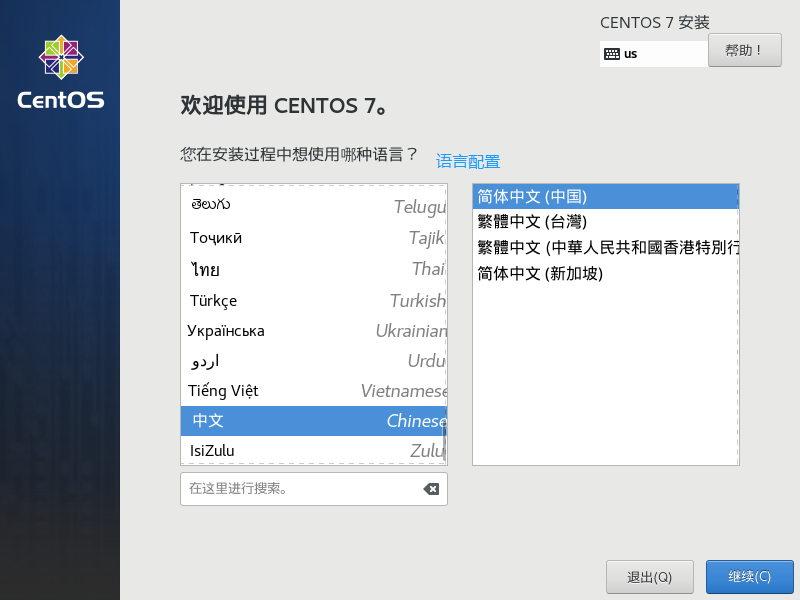 CENTOS 7 安装
us
帮助！
CentOS
欢迎使用 CENTOS 7。
您在安装过程中想使用哪种语言？
语言配置
తెలుగు Telugu
Тоҷикӣ Tajik
ไทย Thai
Türkçe Turkish
Українська Ukrainian
اردو Urdu
Tiếng Việt Vietnamese
中文 Chinese
IsiZulu Zulu
简体中文 (中国)
繁體中文 (台灣)
繁體中文 (中華人民共和國香港特別行
简体中文 (新加坡)
在这里进行搜索。
退出(Q)
继续(C)